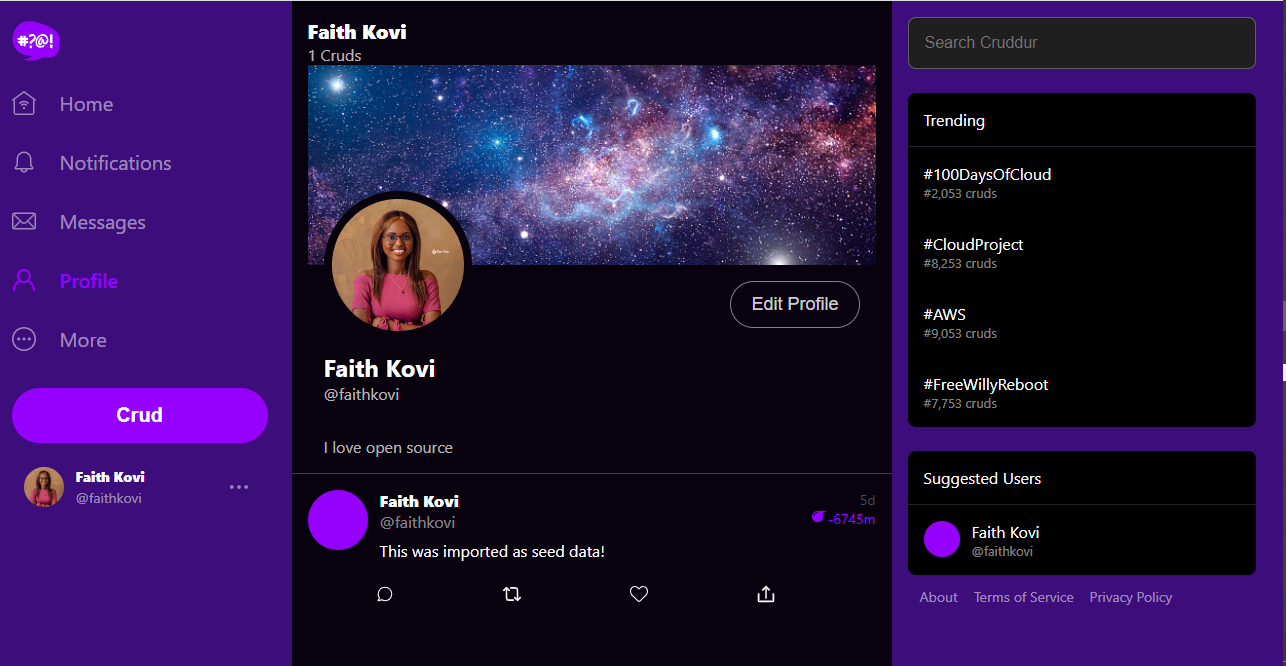 #?@!
Home
Notifications
Messages
Profile
More
Crud
Faith Kovi
@faithkovi
Faith Kovi
1 Cruds
Edit Profile
Faith Kovi
@faithkovi
I love open source
Faith Kovi
@faithkovi
5d
-6745m
This was imported as seed data!
Search Cruddur
Trending
#100DaysOfCloud
#2,053 cruds
#CloudProject
#8,253 cruds
#AWS
#9,053 cruds
#FreeWillyReboot
#7,753 cruds
Suggested Users
Faith Kovi
@faithkovi
About Terms of Service Privacy Policy